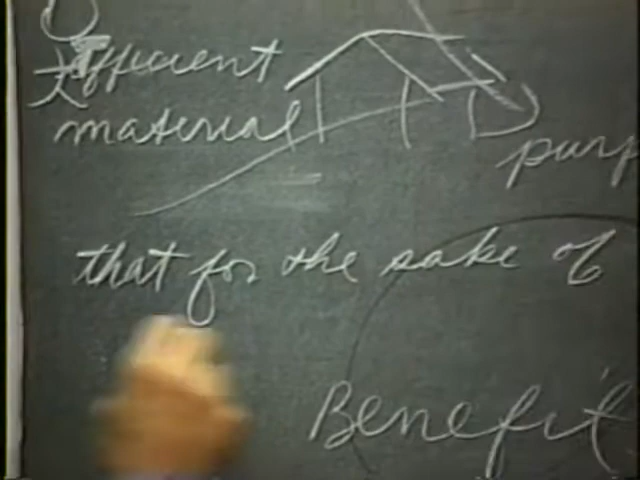 Efficient
material
purp
that for the sake of
Benefit